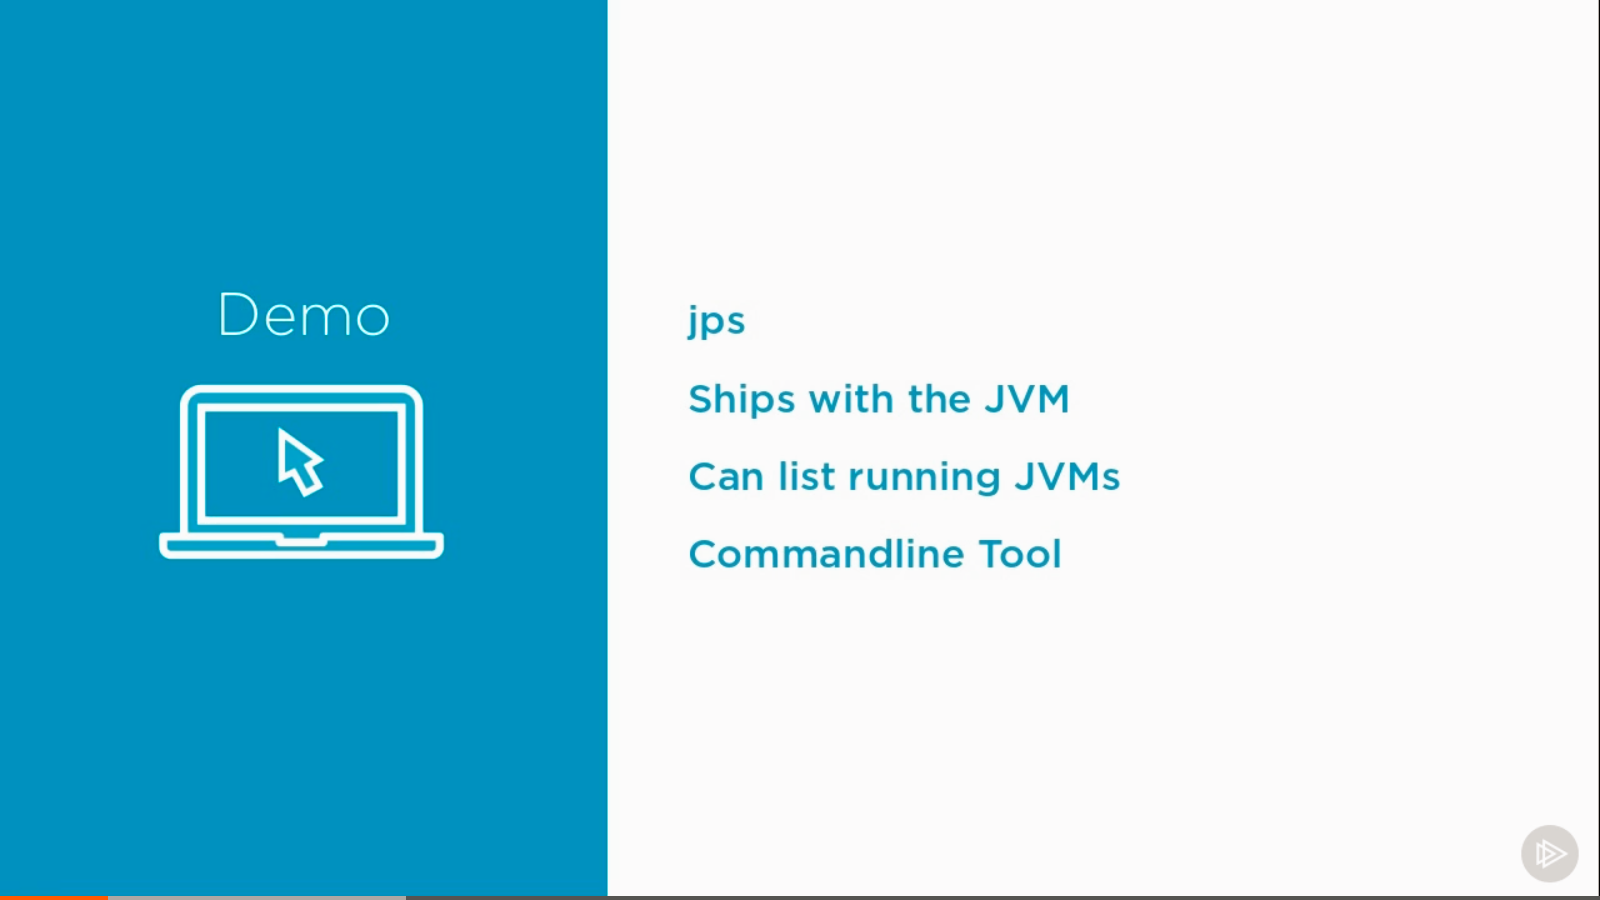 Demo
jps
Ships with the JVM
Can list running JVMs
Commandline Tool